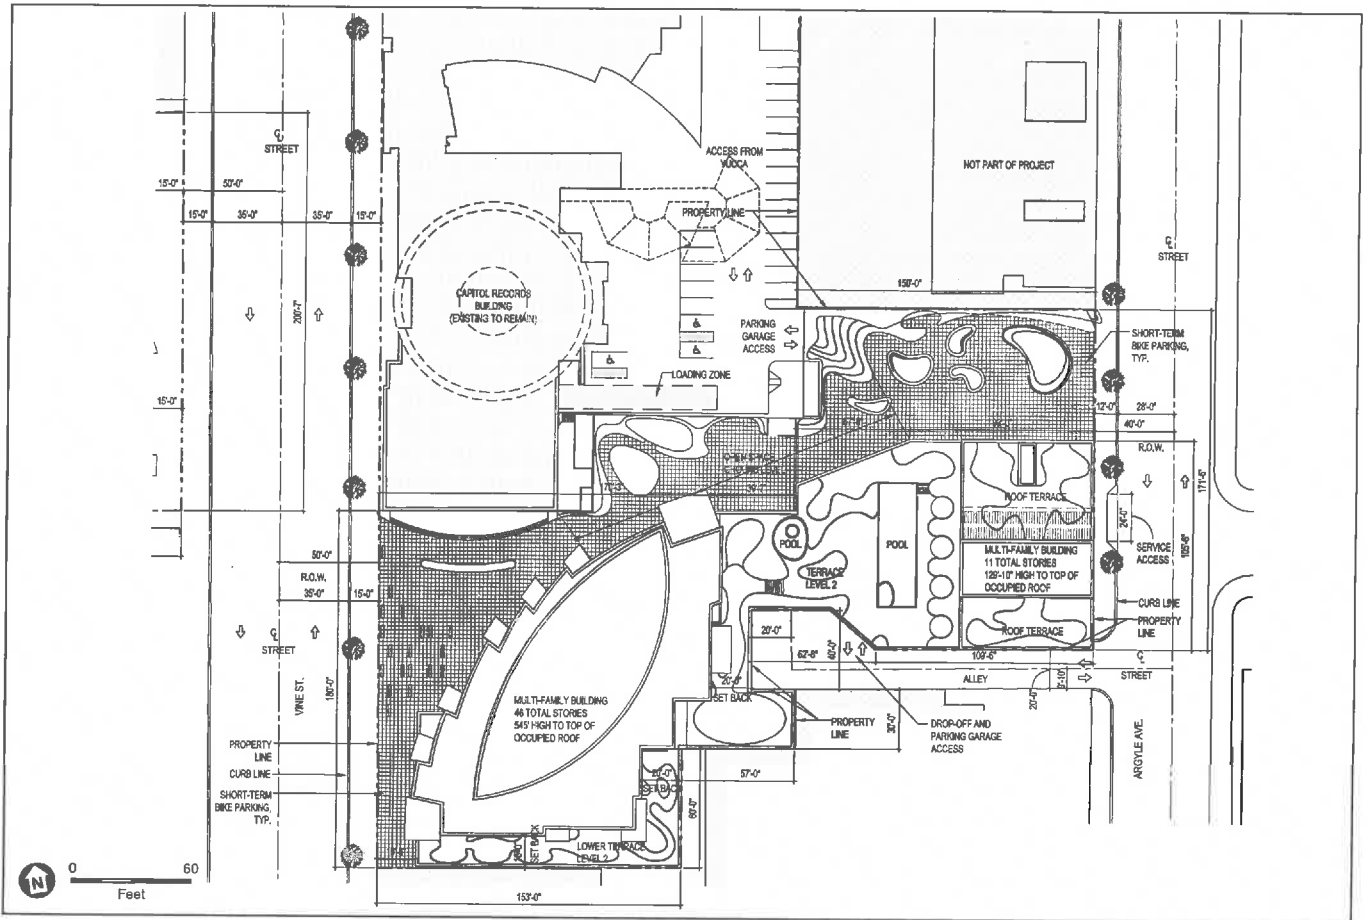 ℄
STREET
15'-0"
50'-0"
15'-0"
35'-0"
35'-0"
15'-0"
200'-7"
15'-0"
ACCESS FROM
YUCCA
PROPERTY LINE
NOT PART OF PROJECT
150'-0"
℄
STREET
CAPITOL RECORDS
BUILDING
(EXISTING TO REMAIN)
PARKING
GARAGE
ACCESS
LOADING ZONE
SHORT-TERM
BIKE PARKING,
TYP.
12'-0"
28'-0"
40'-0"
R.O.W.
171'-6"
24'-0"
105'-6"
SERVICE
ACCESS
ROOF TERRACE
MULTI-FAMILY BUILDING
11 TOTAL STORIES
129'-10" HIGH TO TOP OF
OCCUPIED ROOF
ROOF TERRACE
POOL
POOL
TERRACE
LEVEL 2
CURB LINE
PROPERTY
LINE
50'-0"
R.O.W.
35'-0"
15'-0"
℄
STREET
VINE ST.
180'-0"
20'-0"
62'-8"
40'-0"
109'-6"
℄
STREET
ALLEY
20'-0"
20'-0"
SET BACK
MULTI-FAMILY BUILDING
46 TOTAL STORIES
545' HIGH TO TOP OF
OCCUPIED ROOF
PROPERTY
LINE
30'-0"
DROP-OFF AND
PARKING GARAGE
ACCESS
ARGYLE AVE.
PROPERTY
LINE
CURB LINE
SHORT-TERM
BIKE PARKING,
TYP.
20'-0"
SET BACK
57'-0"
60'-0"
SET BACK
LOWER TERRACE
LEVEL 2
153'-0"
N
0
60
Feet